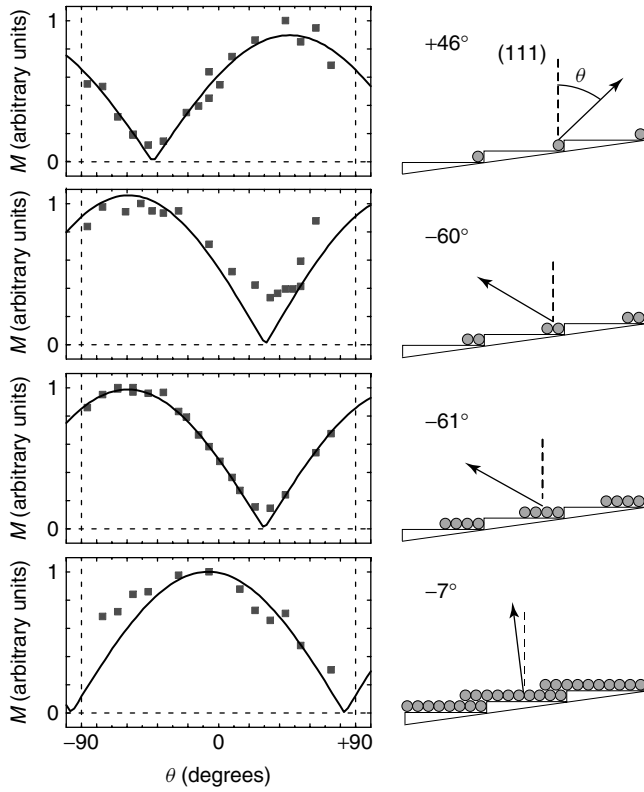 M (arbitrary units)
1
0
+46°
(111)
θ
M (arbitrary units)
1
0
−60°
M (arbitrary units)
1
0
−61°
M (arbitrary units)
1
0
−7°
−90
0
+90
θ (degrees)